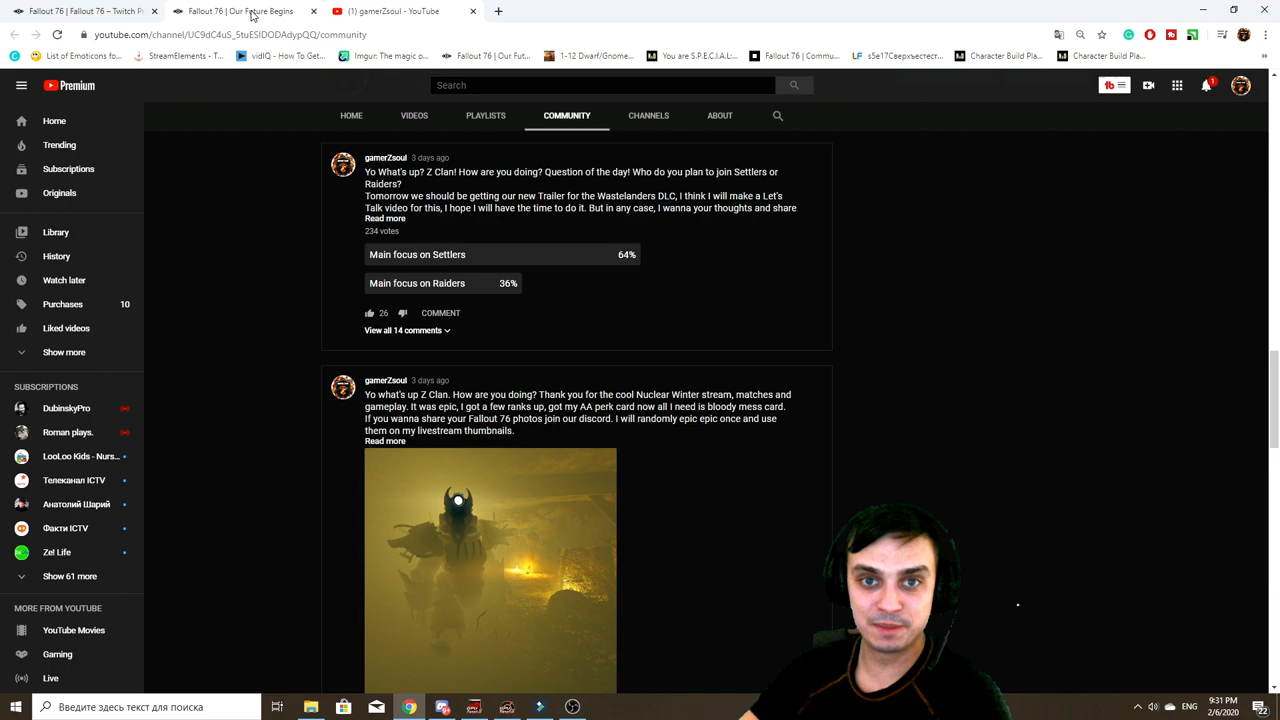 Fallout 76 | Fallout 76 – Twitch P
Fallout 76 | Our Future Begins
(1) gamerZsoul - YouTube
youtube.com/channel/UC9dC4uS_5tuESIDODAdypQQ/community
List of Emoticons fo...
StreamElements - T...
vidIQ - How To Get...
Imgur: The magic o...
Fallout 76 | Our Fut...
1-12 Dwarf/Gnome...
You are S.P.E.C.I.A.L:...
Fallout 76 | Commu...
s5e17Сверхъестест...
Character Build Pla...
Character Build Pla...
»
Premium
Search
1
HOME
VIDEOS
PLAYLISTS
COMMUNITY
CHANNELS
ABOUT
Home
Trending
Subscriptions
Originals
Library
History
Watch later
Purchases 10
Liked videos
Show more
SUBSCRIPTIONS
DubinskyPro
Roman plays.
LooLoo Kids - Nurs...
Телеканал ICTV
Анатолий Шарий
Факти ICTV
Ze! Life
Show 61 more
MORE FROM YOUTUBE
YouTube Movies
Gaming
Live
gamerZsoul 3 days ago
Yo What's up? Z Clan! How are you doing? Question of the day! Who do you plan to join Settlers or
Raiders?
Tomorrow we should be getting our new Trailer for the Wastelanders DLC, I think I will make a Let's
Talk video for this, I hope I will have the time to do it. But in any case, I wanna your thoughts and share
Read more
234 votes
Main focus on Settlers 64%
Main focus on Raiders 36%
26 COMMENT
View all 14 comments
gamerZsoul 3 days ago
Yo what's up Z Clan. How are you doing? Thank you for the cool Nuclear Winter stream, matches and
gameplay. It was epic, I got a few ranks up, got my AA perk card now all I need is bloody mess card.
If you wanna share your Fallout 76 photos join our discord. I will randomly epic epic once and use
them on my livestream thumbnails.
Read more
Введите здесь текст для поиска
ENG
9:31 PM
2/6/2020
22